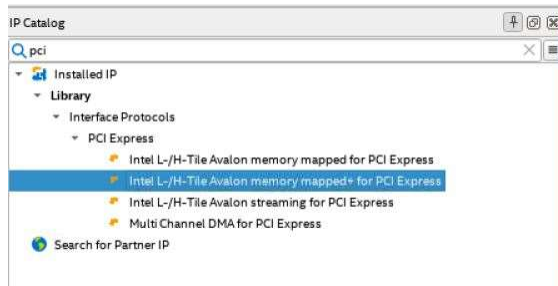 IP Catalog
pci
Installed IP
Library
Interface Protocols
PCI Express
Intel L-/H-Tile Avalon memory mapped for PCI Express
Intel L-/H-Tile Avalon memory mapped+ for PCI Express
Intel L-/H-Tile Avalon streaming for PCI Express
Multi Channel DMA for PCI Express
Search for Partner IP